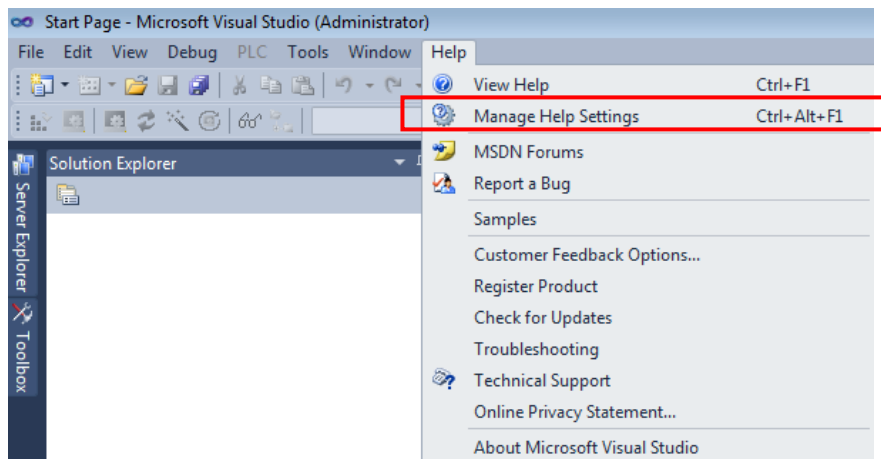 Start Page - Microsoft Visual Studio (Administrator)
File Edit View Debug PLC Tools Window Help
View Help Ctrl+F1
Manage Help Settings Ctrl+Alt+F1
Solution Explorer
MSDN Forums
Report a Bug
Samples
Customer Feedback Options...
Register Product
Check for Updates
Troubleshooting
Technical Support
Online Privacy Statement...
About Microsoft Visual Studio
Server Explorer
Toolbox